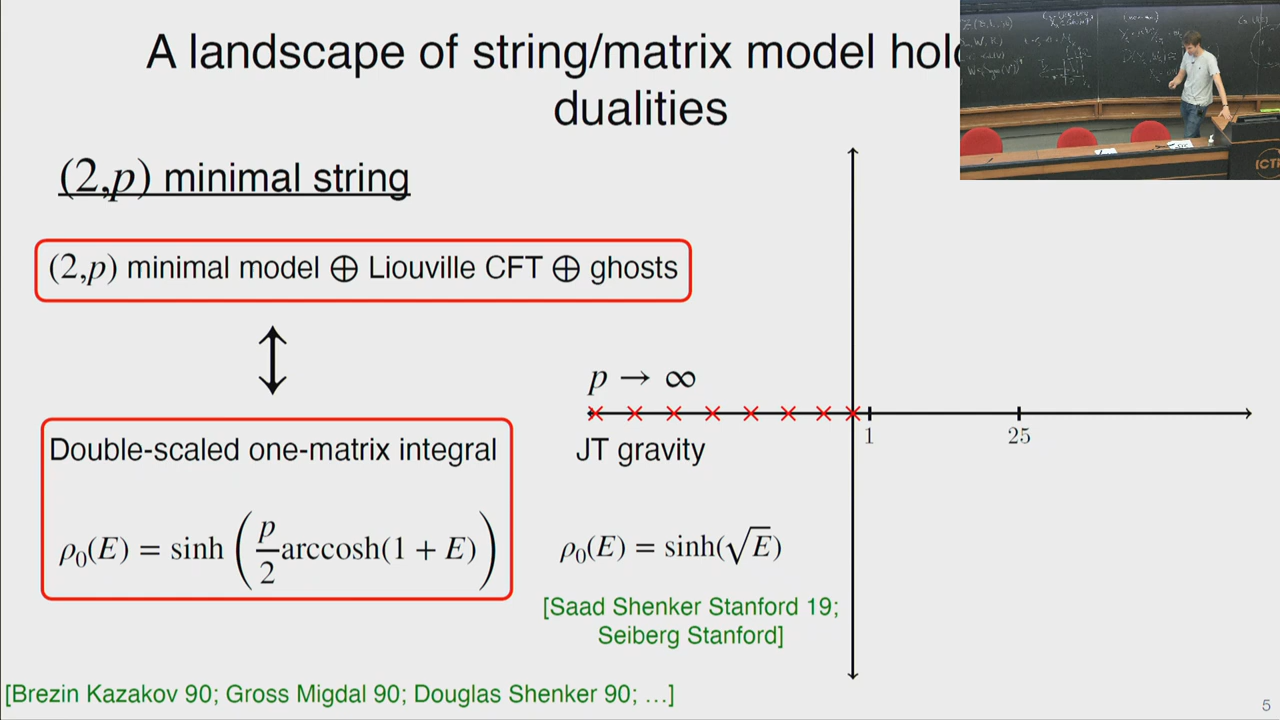 A landscape of string/matrix model
dualities
(2,p) minimal string
(2,p) minimal model ⊕ Liouville CFT ⊕ ghosts
p → ∞
1
25
JT gravity
Double-scaled one-matrix integral
ρ₀(E) = sinh (p/2 arccosh(1 + E))
ρ₀(E) = sinh(√E)
[Saad Shenker Stanford 19;
Seiberg Stanford]
[Brezin Kazakov 90; Gross Migdal 90; Douglas Shenker 90; …]
5